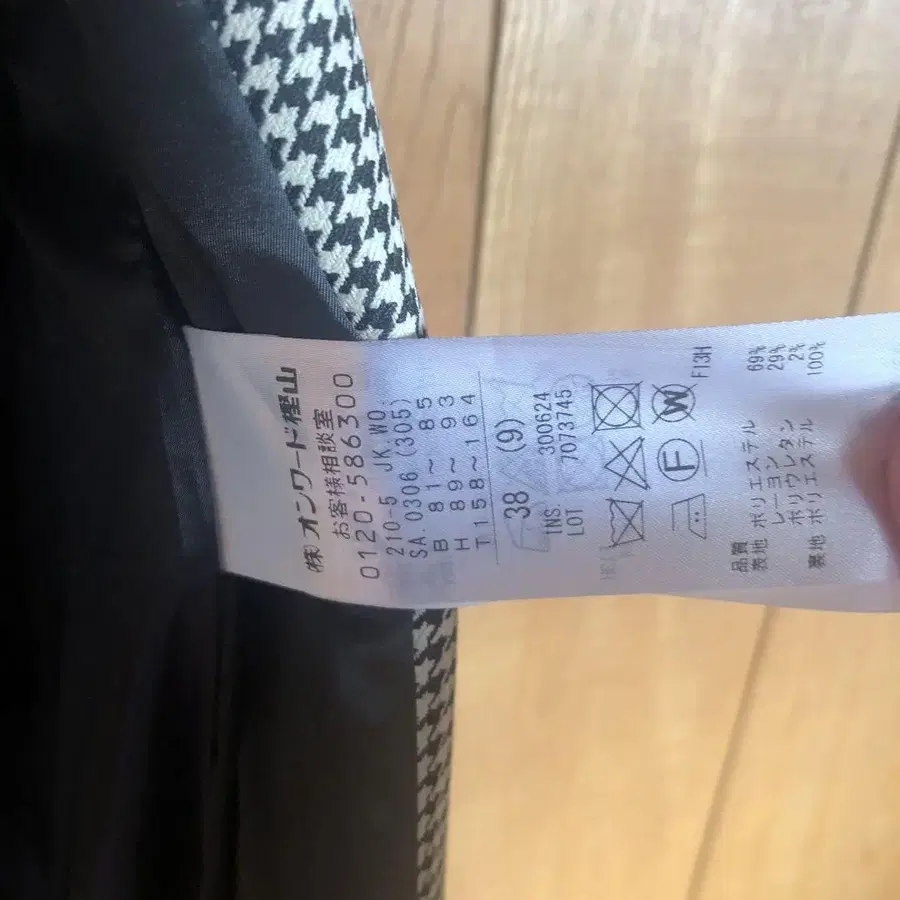 ㈱オンワード樫山
お客様相談室
0120-586300
210-5 JK:WO:
SA.0306 (305)
B 81~ 85
H 89~ 93
T158~164
38 (9)
INS. 300624
LOT 7073745
W
F
F13H
品質
表地 ポリエステル 69%
レーヨン 29%
ポリウレタン 2%
裏地 ポリエステル 100%